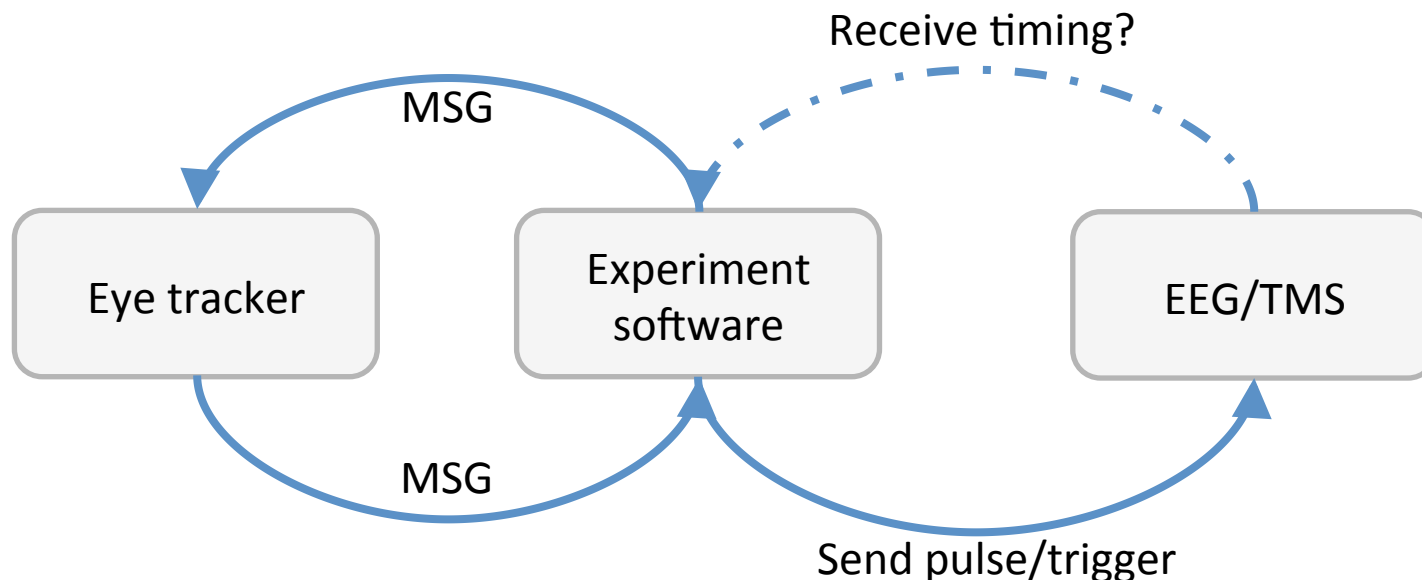 Receive timing?
MSG
Eye tracker
Experiment
software
EEG/TMS
MSG
Send pulse/trigger